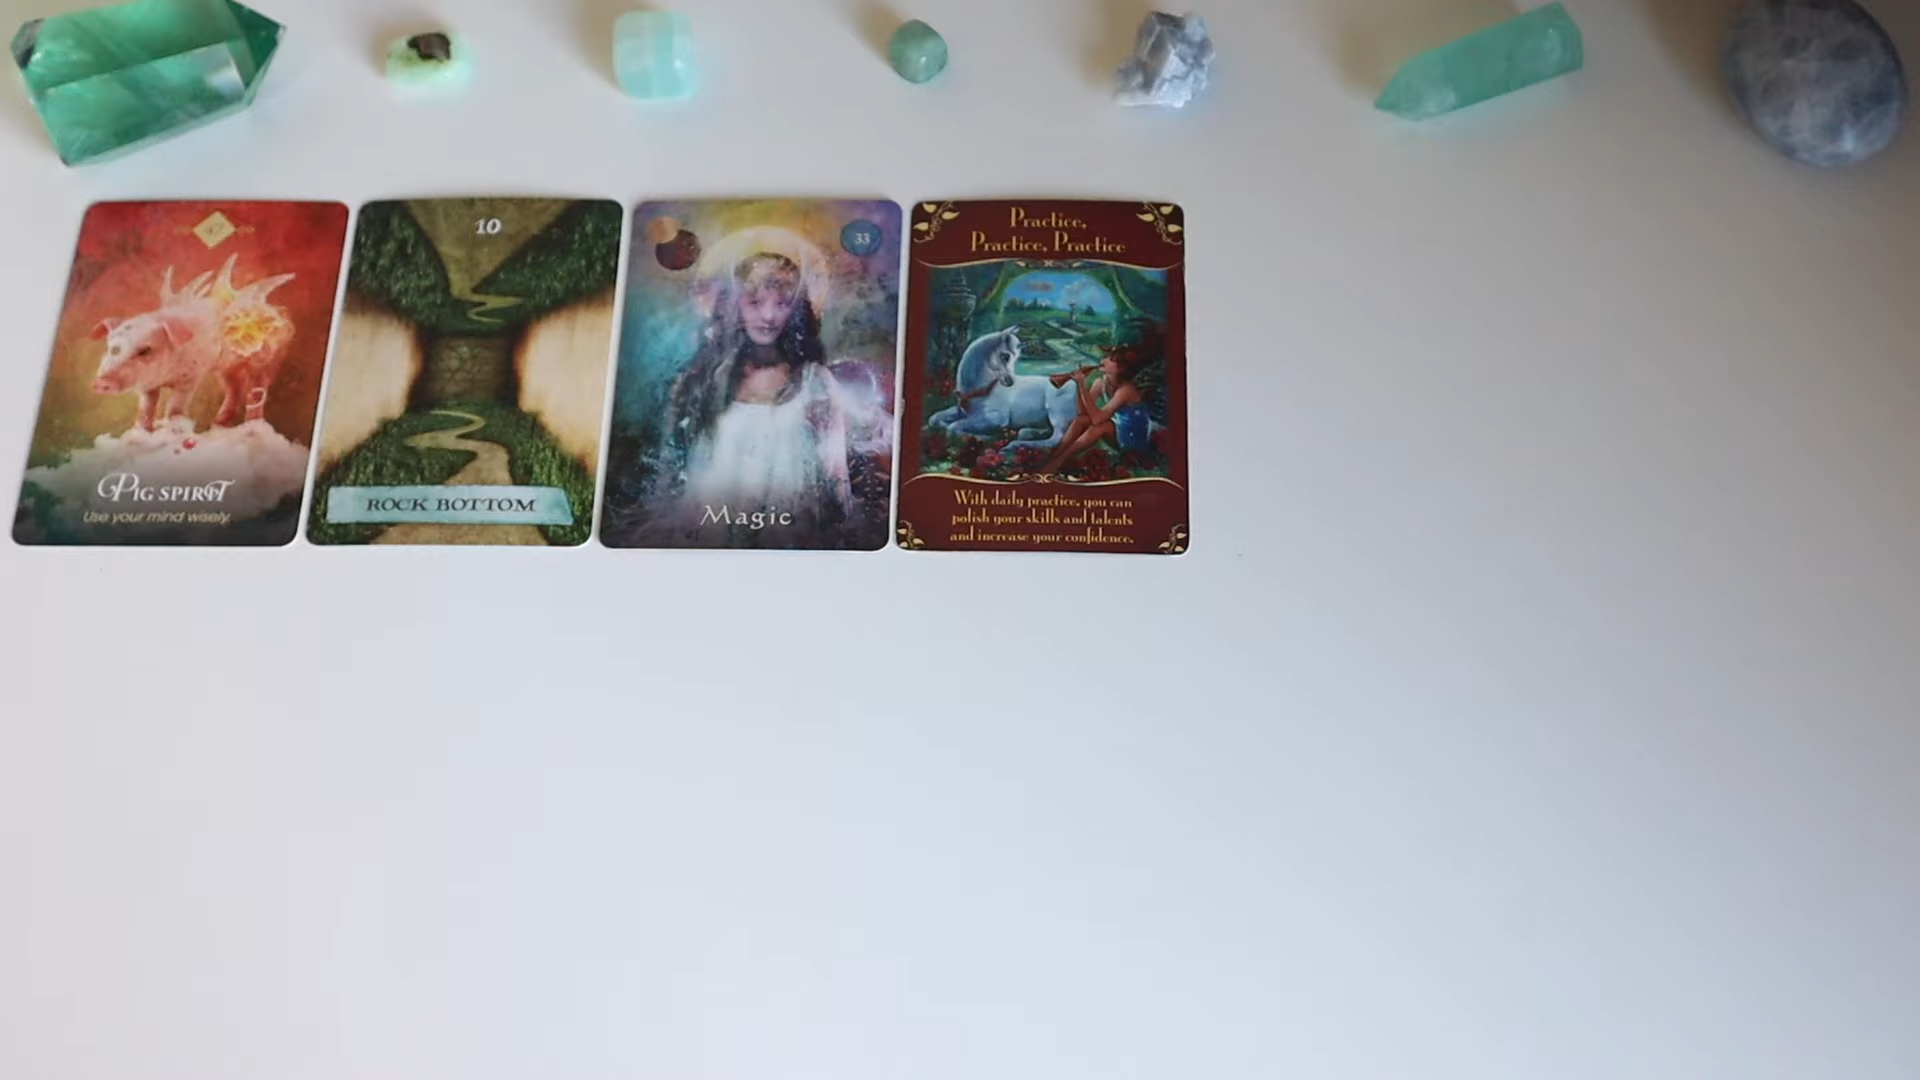 47
Pig Spirit
Use your mind wisely.
10
ROCK BOTTOM
33
Magic
Practice,
Practice, Practice
With daily practice, you can
polish your skills and talents
and increase your confidence.